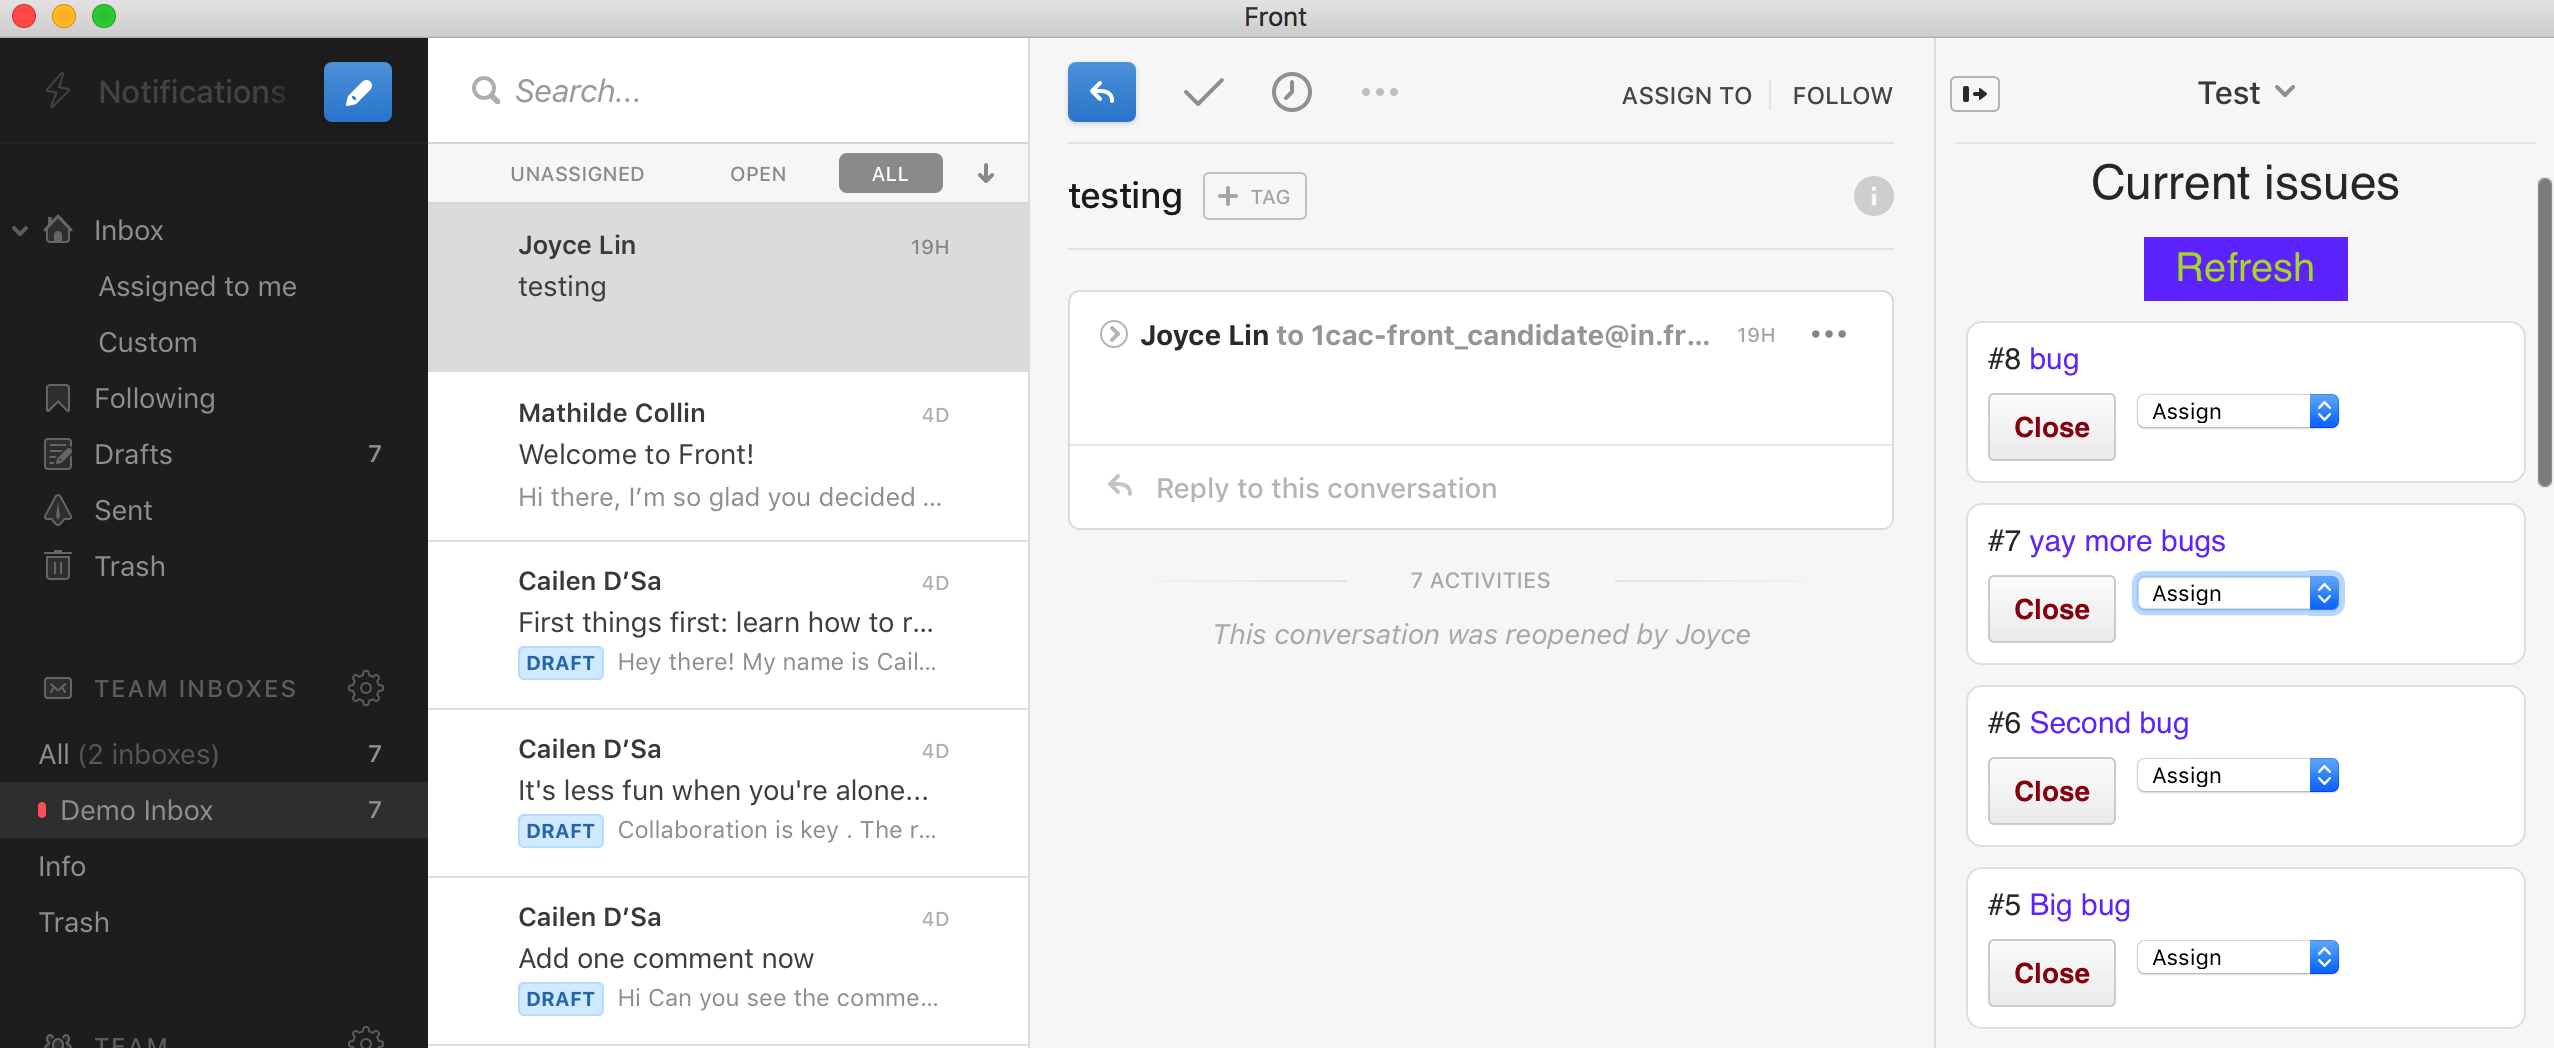 Front
Notifications
Inbox
Assigned to me
Custom
Following
Drafts 7
Sent
Trash
TEAM INBOXES
All (2 inboxes) 7
Demo Inbox 7
Info
Trash
TEAM
Search...
UNASSIGNED OPEN ALL
Joyce Lin 19H
testing
Mathilde Collin 4D
Welcome to Front!
Hi there, I’m so glad you decided ...
Cailen D’Sa 4D
First things first: learn how to r...
DRAFT Hey there! My name is Cail...
Cailen D’Sa 4D
It's less fun when you're alone...
DRAFT Collaboration is key . The r...
Cailen D’Sa 4D
Add one comment now
DRAFT Hi Can you see the comme...
ASSIGN TO FOLLOW
testing + TAG
Joyce Lin to 1cac-front_candidate@in.fr... 19H
Reply to this conversation
7 ACTIVITIES
This conversation was reopened by Joyce
Test
Current issues
Refresh
#8 bug
Close Assign
#7 yay more bugs
Close Assign
#6 Second bug
Close Assign
#5 Big bug
Close Assign